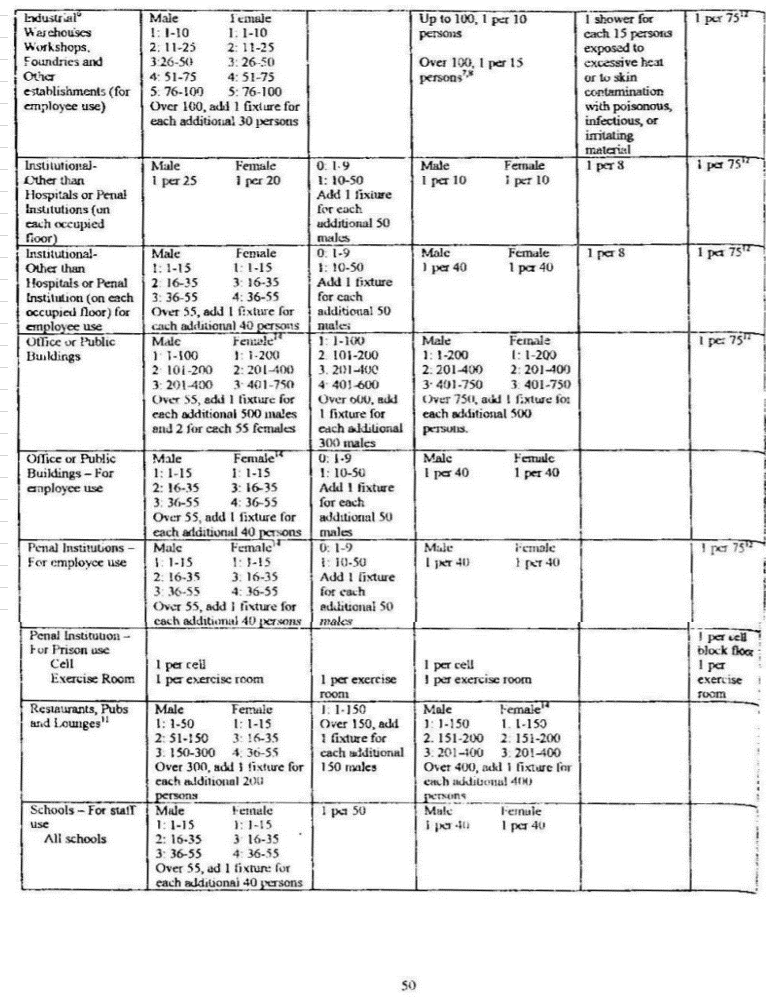 Industrial⁶ Male Female Up to 100, 1 per 10 1 shower for 1 per 75¹²
Warehouses 1: 1-10 1: 1-10 persons each 15 persons
Workshops, 2: 11-25 2: 11-25 exposed to
Foundries and 3:26-50 3: 26-50 Over 100, 1 per 15 excessive heat
Other 4: 51-75 4: 51-75 persons⁷,⁸ or to skin
establishments (for 5: 76-100 5: 76-100 contamination
employee use) Over 100, add 1 fixture for with poisonous,
each additional 30 persons infectious, or
irritating
material
Institutional- Male Female 0: 1-9 Male Female 1 per 8 1 per 75¹²
Other than 1 per 25 1 per 20 1: 10-50 1 per 10 1 per 10
Hospitals or Penal Add 1 fixture
Institutions (on for each
each occupied additional 50
floor) males
Institutional- Male Female 0: 1-9 Male Female 1 per 8 1 per 75¹²
Other than 1: 1-15 1: 1-15 1: 10-50 1 per 40 1 per 40
Hospitals or Penal 2: 16-35 3: 16-35 Add 1 fixture
Institution (on each 3: 36-55 4: 36-55 for each
occupied floor) for Over 55, add 1 fixture for additional 50
employee use each additional 40 persons males
Office or Public Male Female¹⁴ 1: 1-100 Male Female 1 per 75¹²
Buildings 1: 1-100 1: 1-200 2. 101-200 1: 1-200 1: 1-200
2: 101-200 2: 201-400 3. 201-400 2: 201-400 2: 201-400
3: 201-400 3: 401-750 4: 401-600 3: 401-750 3. 401-750
Over 55, add 1 fixture for Over 600, add Over 750, add 1 fixture for
each additional 500 males 1 fixture for each additional 500
and 2 for each 55 females each additional persons.
300 males
Office or Public Male Female¹⁴ 0: 1-9 Male Female
Buildings – For 1: 1-15 1: 1-15 1: 10-50 1 per 40 1 per 40
employee use 2: 16-35 3: 16-35 Add 1 fixture
3: 36-55 4: 36-55 for each
Over 55, add 1 fixture for additional 50
each additional 40 persons males
Penal Institutions – Male Female¹⁴ 0: 1-9 Male Female 1 per 75¹²
For employee use 1: 1-15 1: 1-15 1: 10-50 1 per 40 1 per 40
2: 16-35 3: 16-35 Add 1 fixture
3: 36-55 4: 36-55 for each
Over 55, add 1 fixture for additional 50
each additional 40 persons males
Penal Institution – 1 per cell
For Prison use block floor
Cell 1 per cell 1 per cell 1 per
Exercise Room 1 per exercise room 1 per exercise 1 per exercise room exercise
room room
Restaurants, Pubs Male Female 1: 1-150 Male Female¹⁴
and Lounges¹¹ 1: 1-50 1: 1-15 Over 150, add 1: 1-150 1. 1-150
2: 51-150 3: 16-35 1 fixture for 2. 151-200 2: 151-200
3: 150-300 4: 36-55 each additional 3: 201-400 3. 201-400
Over 300, add 1 fixture for 150 males Over 400, add 1 fixture for
each additional 200 each additional 400
persons persons
Schools – For staff Male Female 1 per 50 Male Female
use 1: 1-15 1: 1-15 1 per 40 1 per 40
All schools 2: 16-35 3: 16-35
3: 36-55 4: 36-55
Over 55, ad 1 fixture for
each additional 40 persons
50